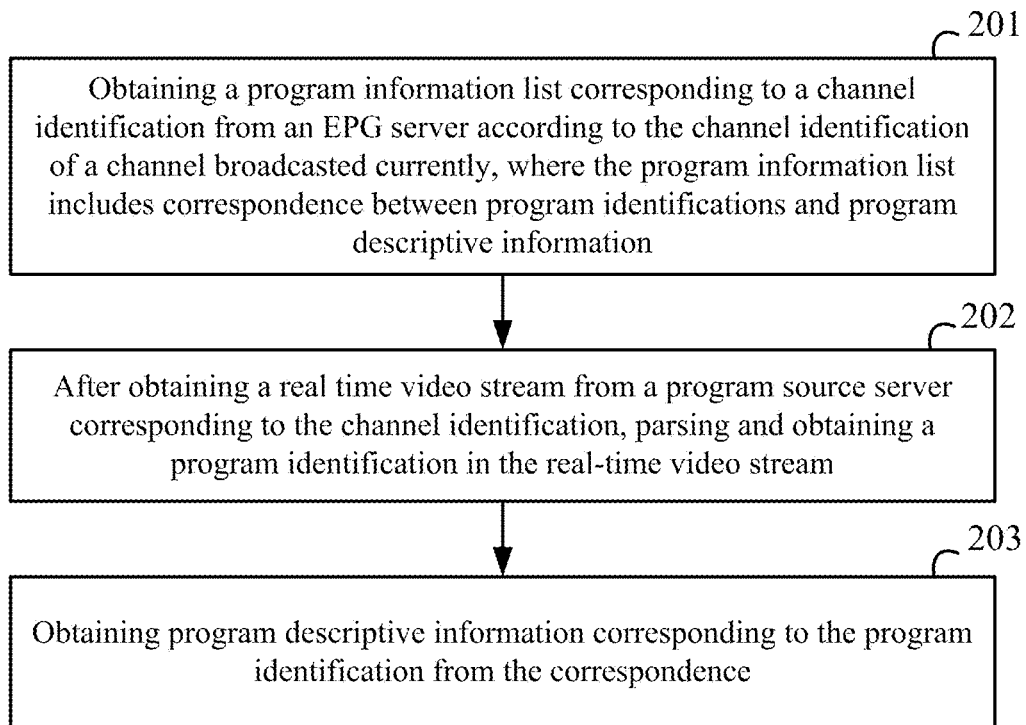 201
Obtaining a program information list corresponding to a channel
identification from an EPG server according to the channel identification
of a channel broadcasted currently, where the program information list
includes correspondence between program identifications and program
descriptive information
202
After obtaining a real time video stream from a program source server
corresponding to the channel identification, parsing and obtaining a
program identification in the real-time video stream
203
Obtaining program descriptive information corresponding to the program
identification from the correspondence